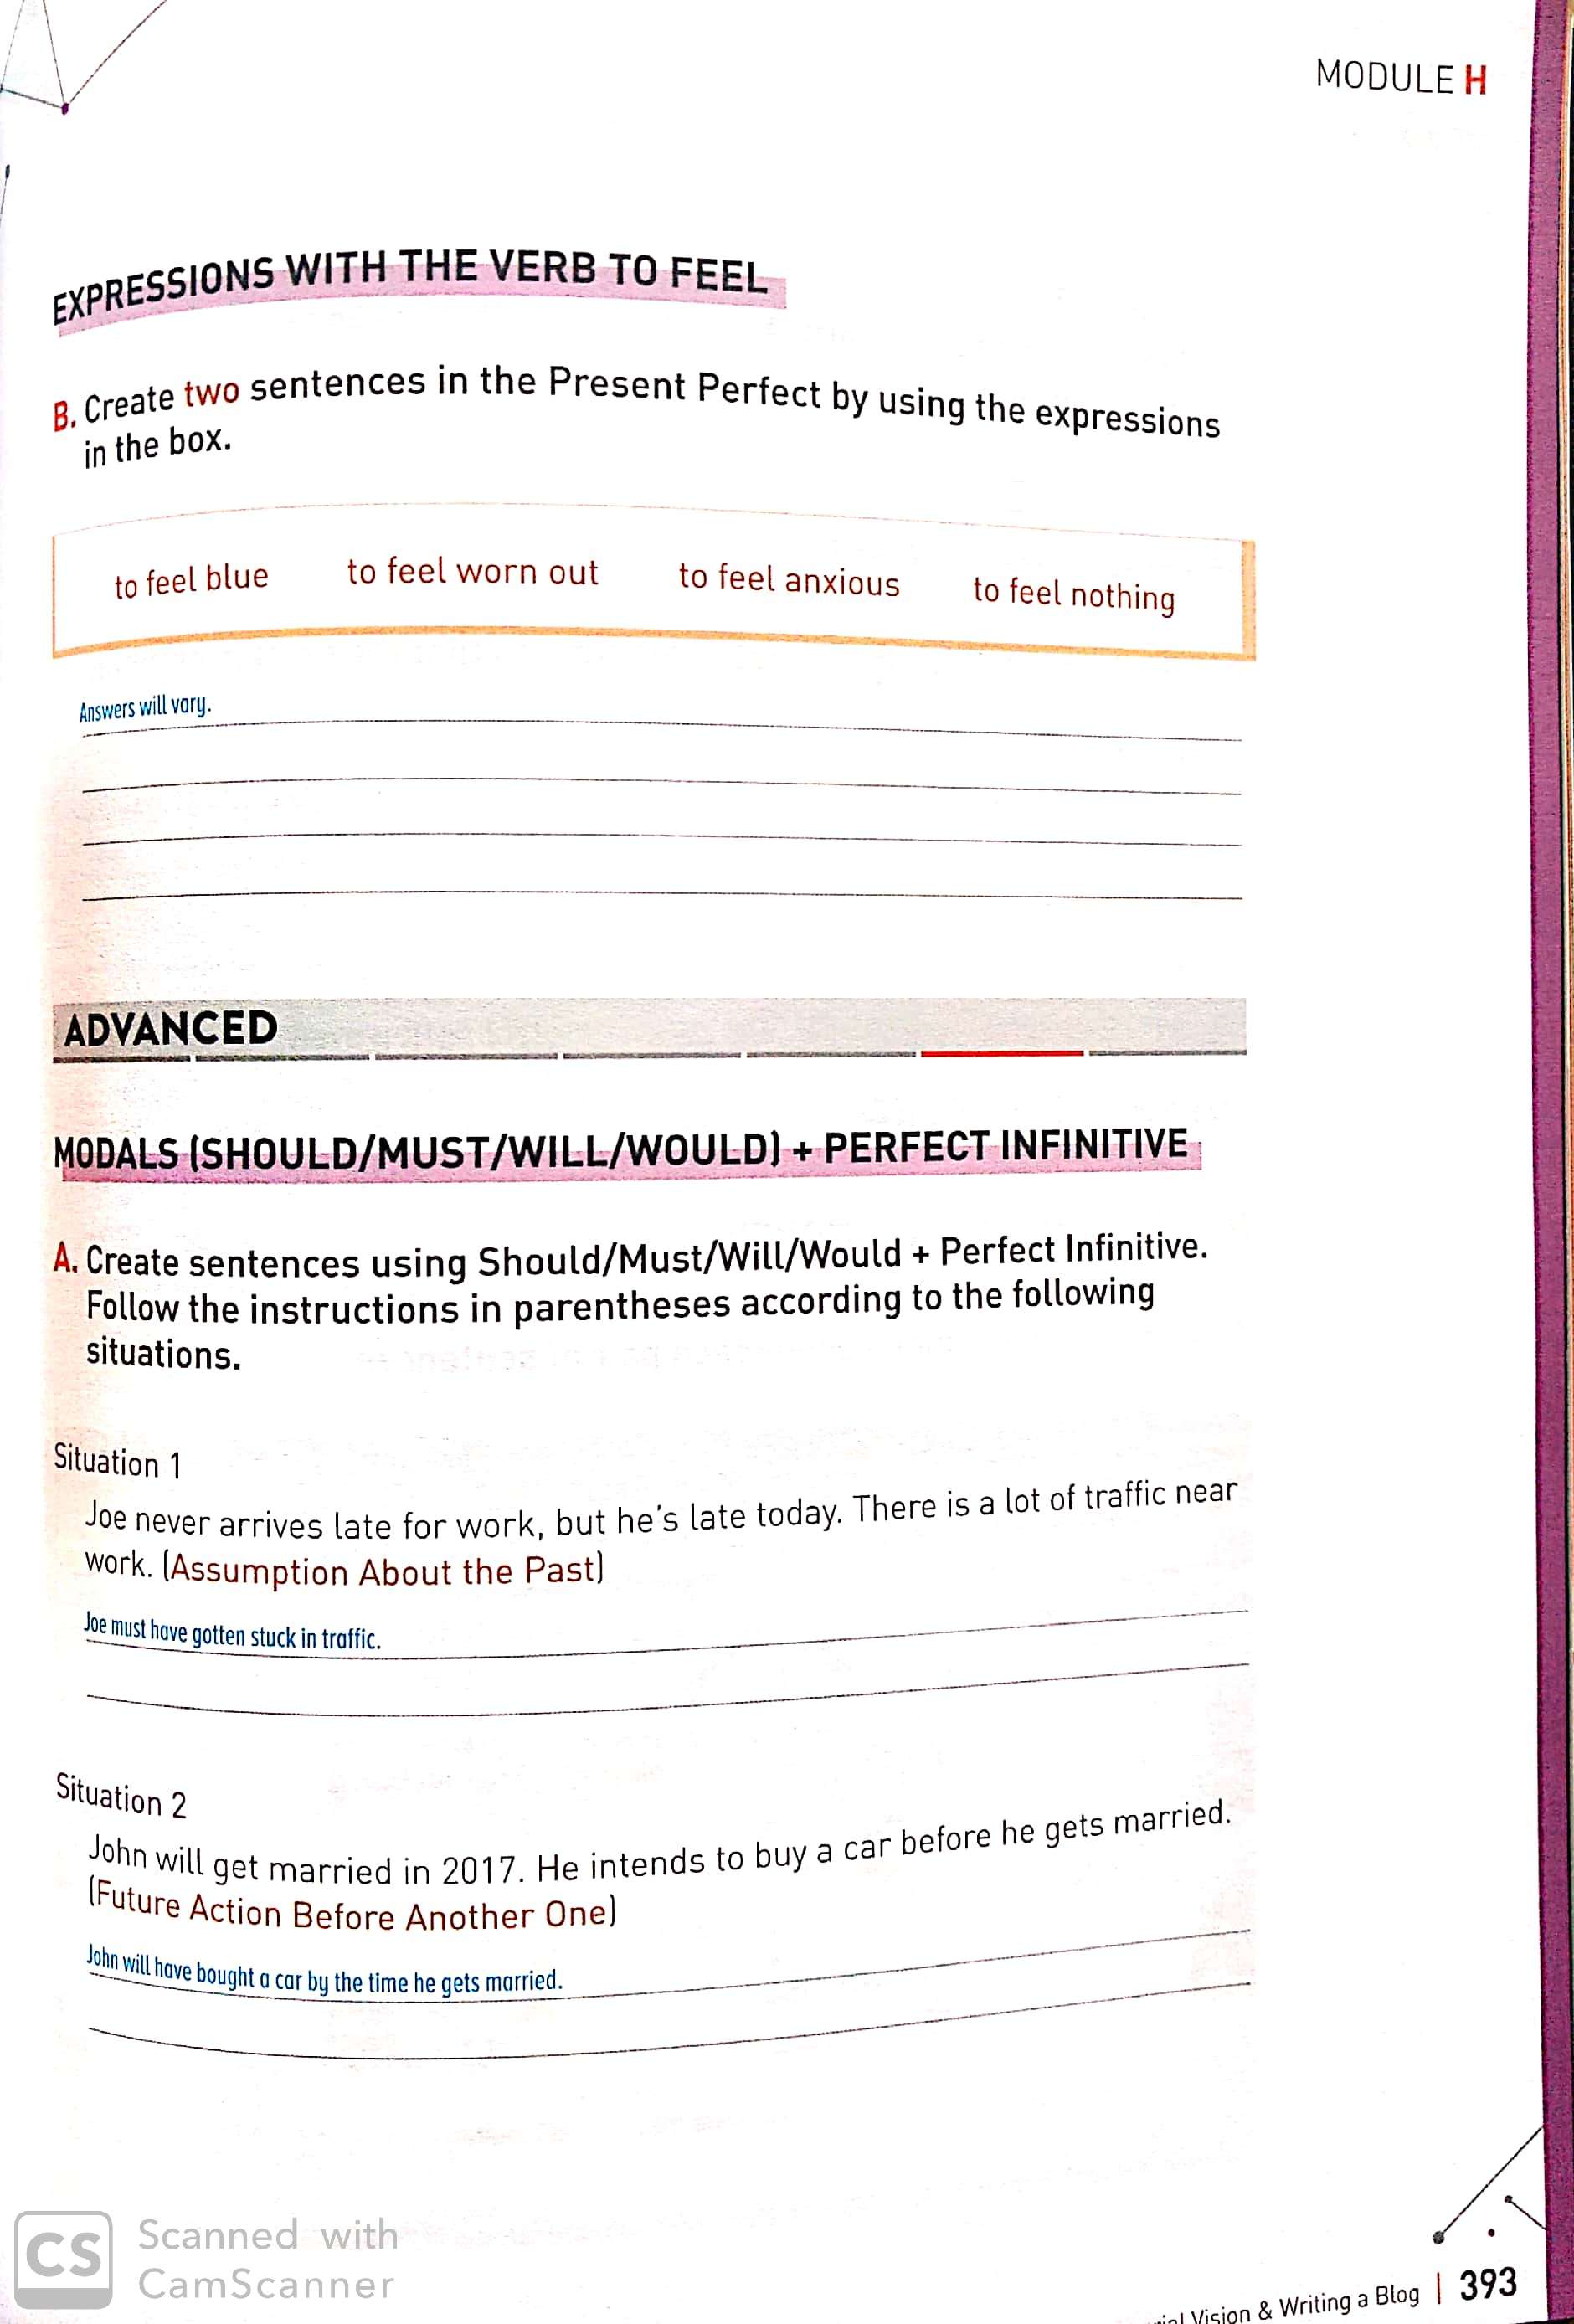 MODULE H
EXPRESSIONS WITH THE VERB TO FEEL
B. Create two sentences in the Present Perfect by using the expressions
in the box.
to feel blue to feel worn out to feel anxious to feel nothing
Answers will vary.
ADVANCED
MODALS (SHOULD/MUST/WILL/WOULD) + PERFECT INFINITIVE
A. Create sentences using Should/Must/Will/Would + Perfect Infinitive.
Follow the instructions in parentheses according to the following
situations.
Situation 1
Joe never arrives late for work, but he's late today. There is a lot of traffic near
work. (Assumption About the Past)
Joe must have gotten stuck in traffic.
Situation 2
John will get married in 2017. He intends to buy a car before he gets married.
(Future Action Before Another One)
John will have bought a car by the time he gets married.
CS Scanned with
CamScanner
Vision & Writing a Blog | 393